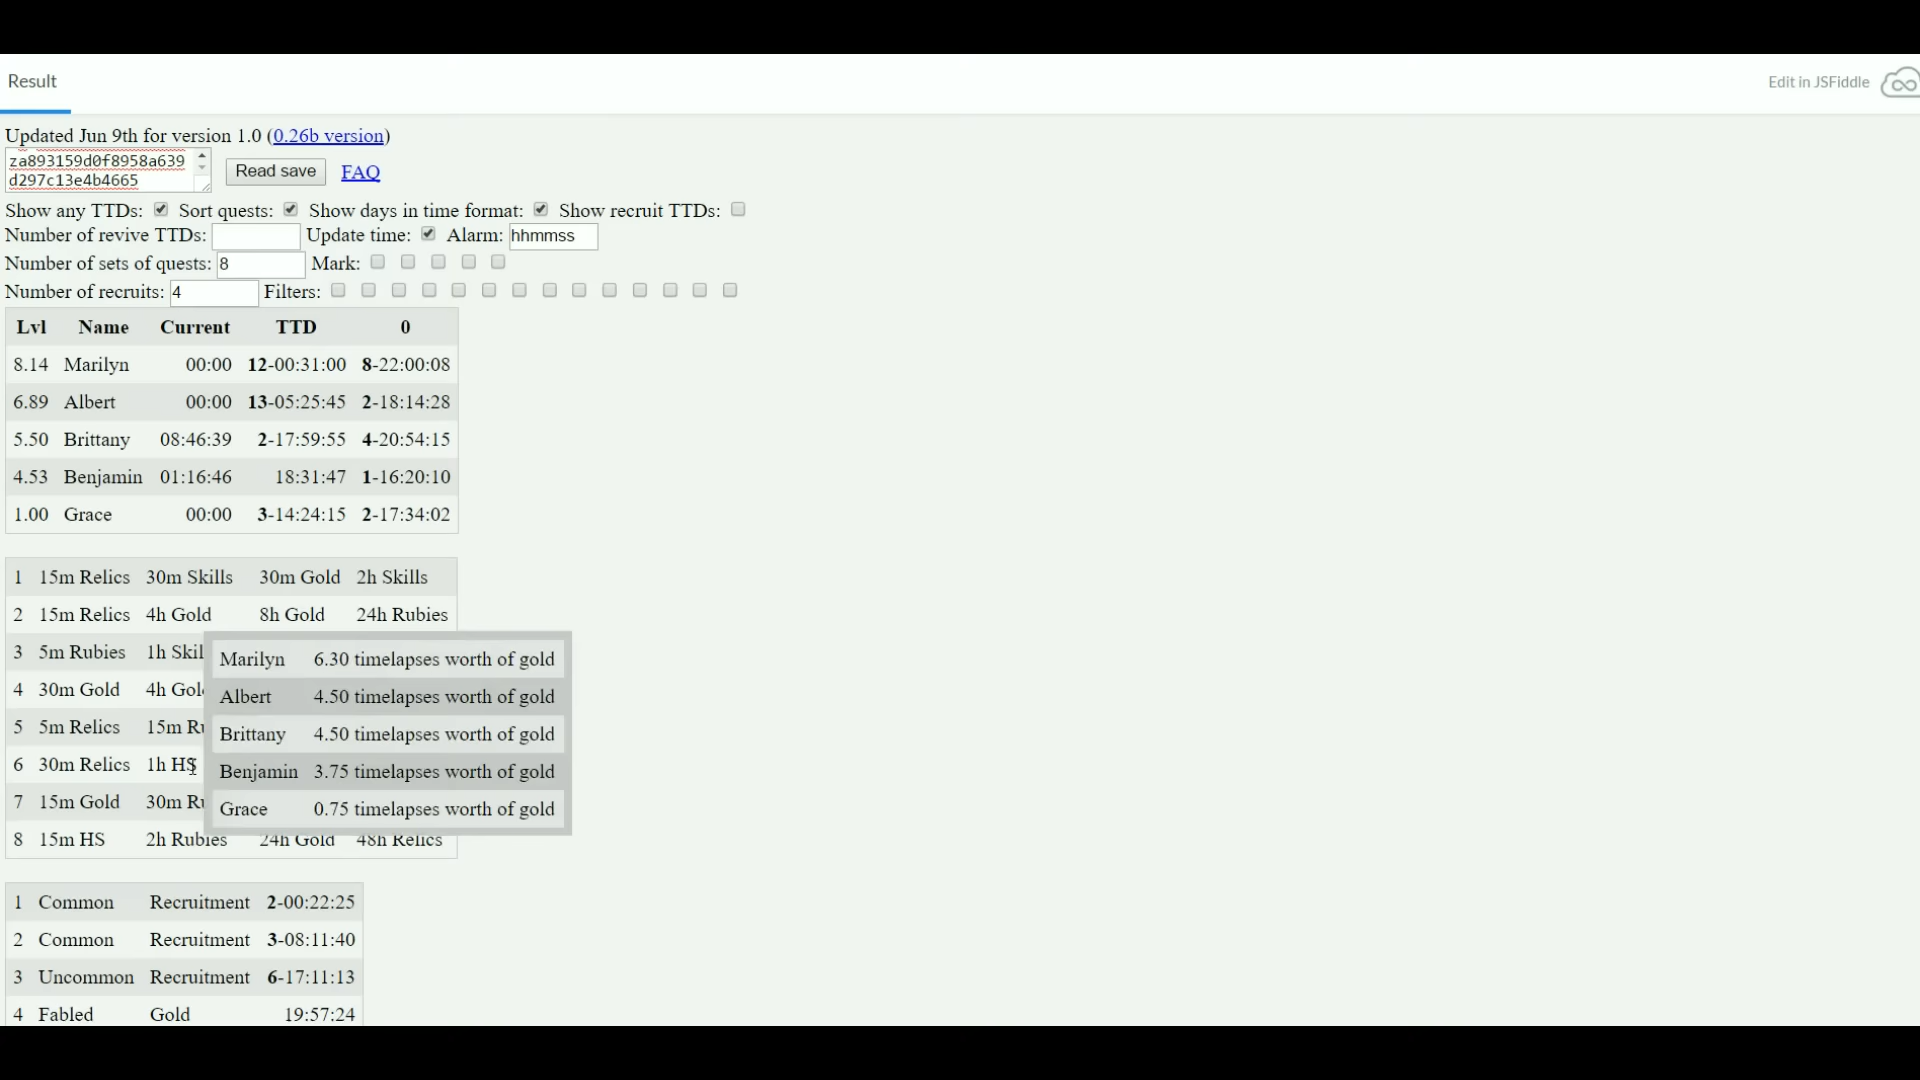 Result
Edit in JSFiddle
Updated Jun 9th for version 1.0 (0.26b version)
za893159d0f8958a639
d297c13e4b4665
Read save
FAQ
Show any TTDs: Sort quests: Show days in time format: Show recruit TTDs:
Number of revive TTDs: Update time: Alarm: hhmmss
Number of sets of quests: 8 Mark:
Number of recruits: 4 Filters:
Lvl Name Current TTD 0
8.14 Marilyn 00:00 12-00:31:00 8-22:00:08
6.89 Albert 00:00 13-05:25:45 2-18:14:28
5.50 Brittany 08:46:39 2-17:59:55 4-20:54:15
4.53 Benjamin 01:16:46 18:31:47 1-16:20:10
1.00 Grace 00:00 3-14:24:15 2-17:34:02
1 15m Relics 30m Skills 30m Gold 2h Skills
2 15m Relics 4h Gold 8h Gold 24h Rubies
3 5m Rubies 1h
4 30m Gold 4h
5 5m Relics 15m
6 30m Relics 1h HS
7 15m Gold 30m
8 15m HS 2h Rubies 24h Gold 48h Relics
Marilyn 6.30 timelapses worth of gold
Albert 4.50 timelapses worth of gold
Brittany 4.50 timelapses worth of gold
Benjamin 3.75 timelapses worth of gold
Grace 0.75 timelapses worth of gold
1 Common Recruitment 2-00:22:25
2 Common Recruitment 3-08:11:40
3 Uncommon Recruitment 6-17:11:13
4 Fabled Gold 19:57:24